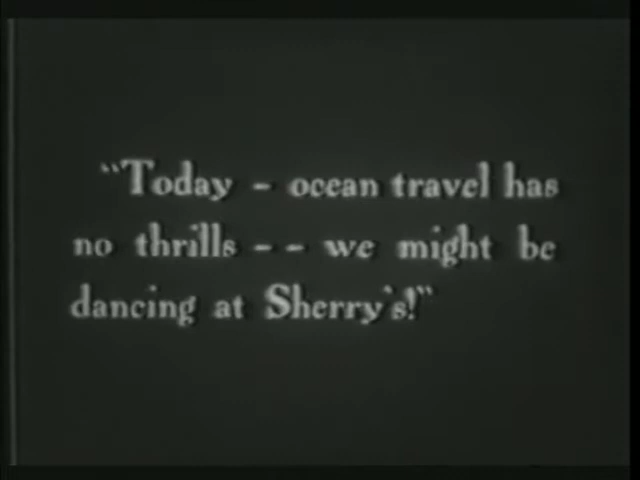 “Today - ocean travel has
no thrills - - we might be
dancing at Sherry's!”